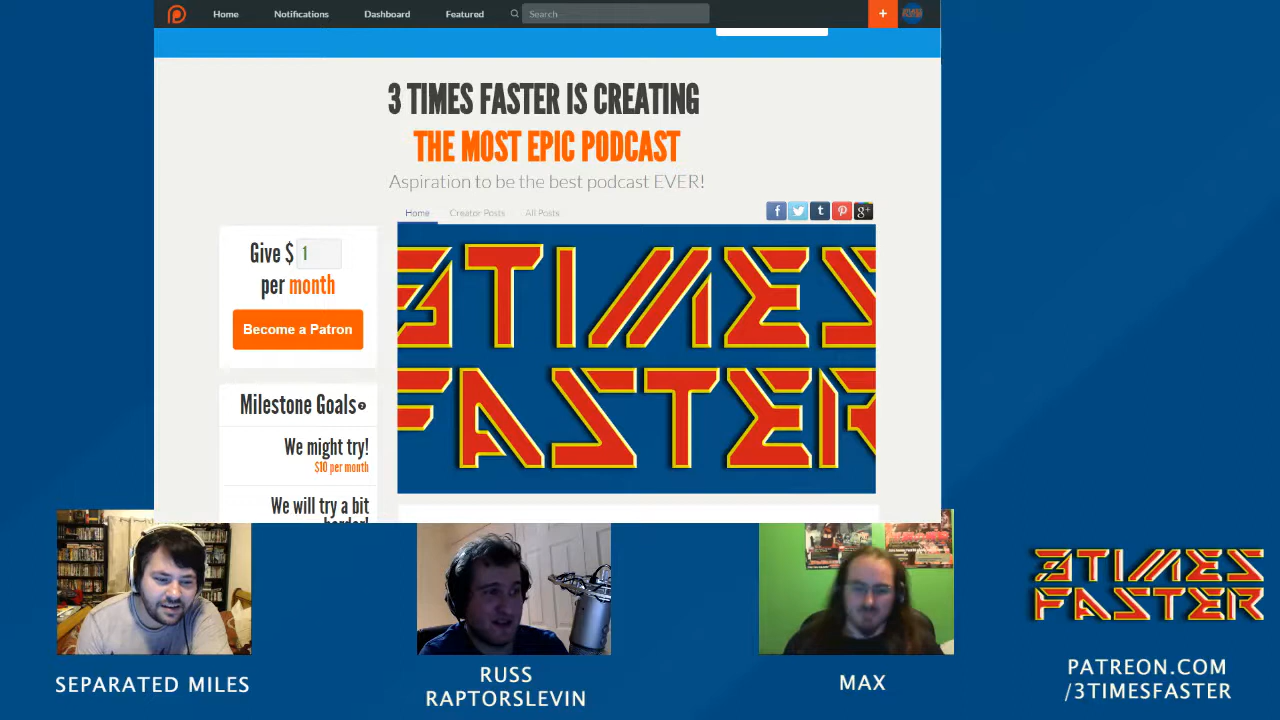 Home Notifications Dashboard Featured Search +
3 TIMES FASTER IS CREATING
THE MOST EPIC PODCAST
Aspiration to be the best podcast EVER!
Home Creator Posts All Posts
Give $ 1
per month
Become a Patron
Milestone Goals
We might try!
$10 per month
We will try a bit
harder!
3TIMES
FASTER
3TIMES
FASTER
SEPARATED MILES
RUSS
RAPTORSLEVIN
MAX
PATREON.COM
/3TIMESFASTER